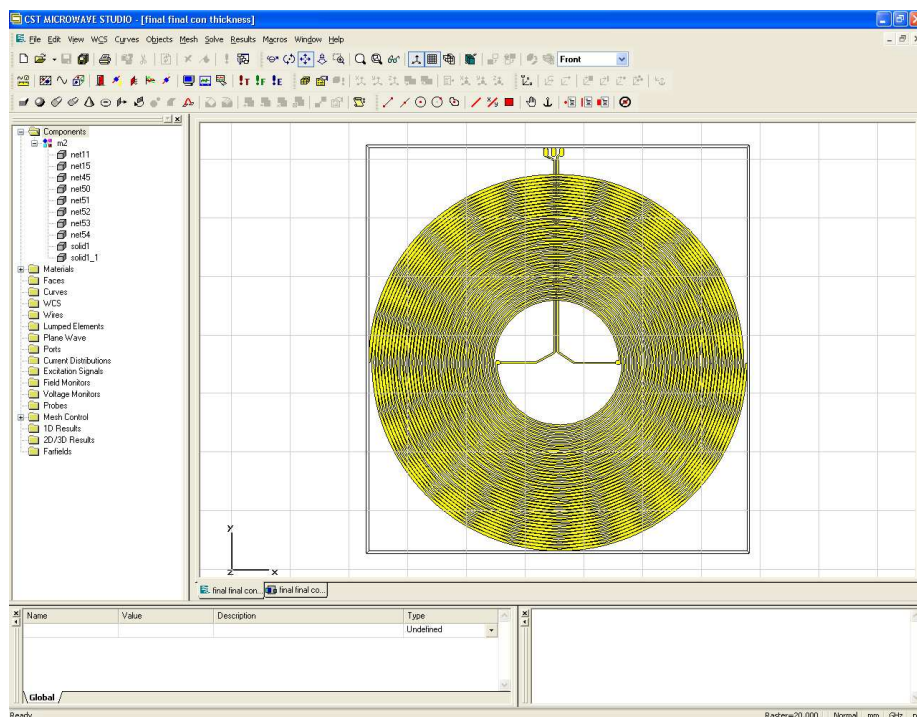 CST MICROWAVE STUDIO - [final final con thickness]
File Edit View WCS Curves Objects Mesh Solve Results Macros Window Help
Front
Components
m2
net11
net15
net45
net50
net51
net52
net53
net54
solid1
solid1_1
Materials
Faces
Curves
WCS
Wires
Lumped Elements
Plane Wave
Ports
Current Distributions
Excitation Signals
Field Monitors
Voltage Monitors
Probes
Mesh Control
1D Results
2D/3D Results
Farfields
y
z x
final final con... final final co...
Name Value Description Type
Undefined
Global
Ready Raster=20.000 Normal mm GHz